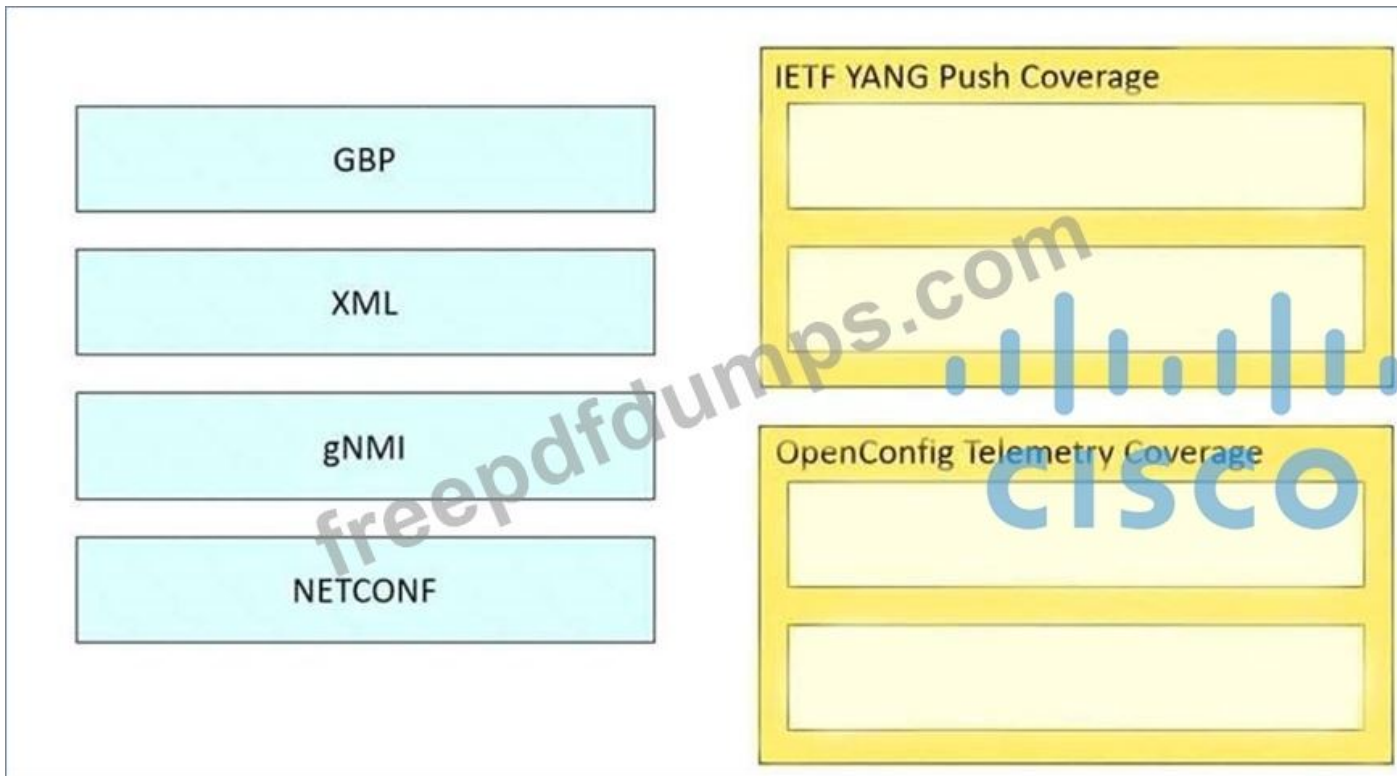 GBP
XML
gNMI
NETCONF
IETF YANG Push Coverage
OpenConfig Telemetry Coverage
freepdfdumps.com
CISCO